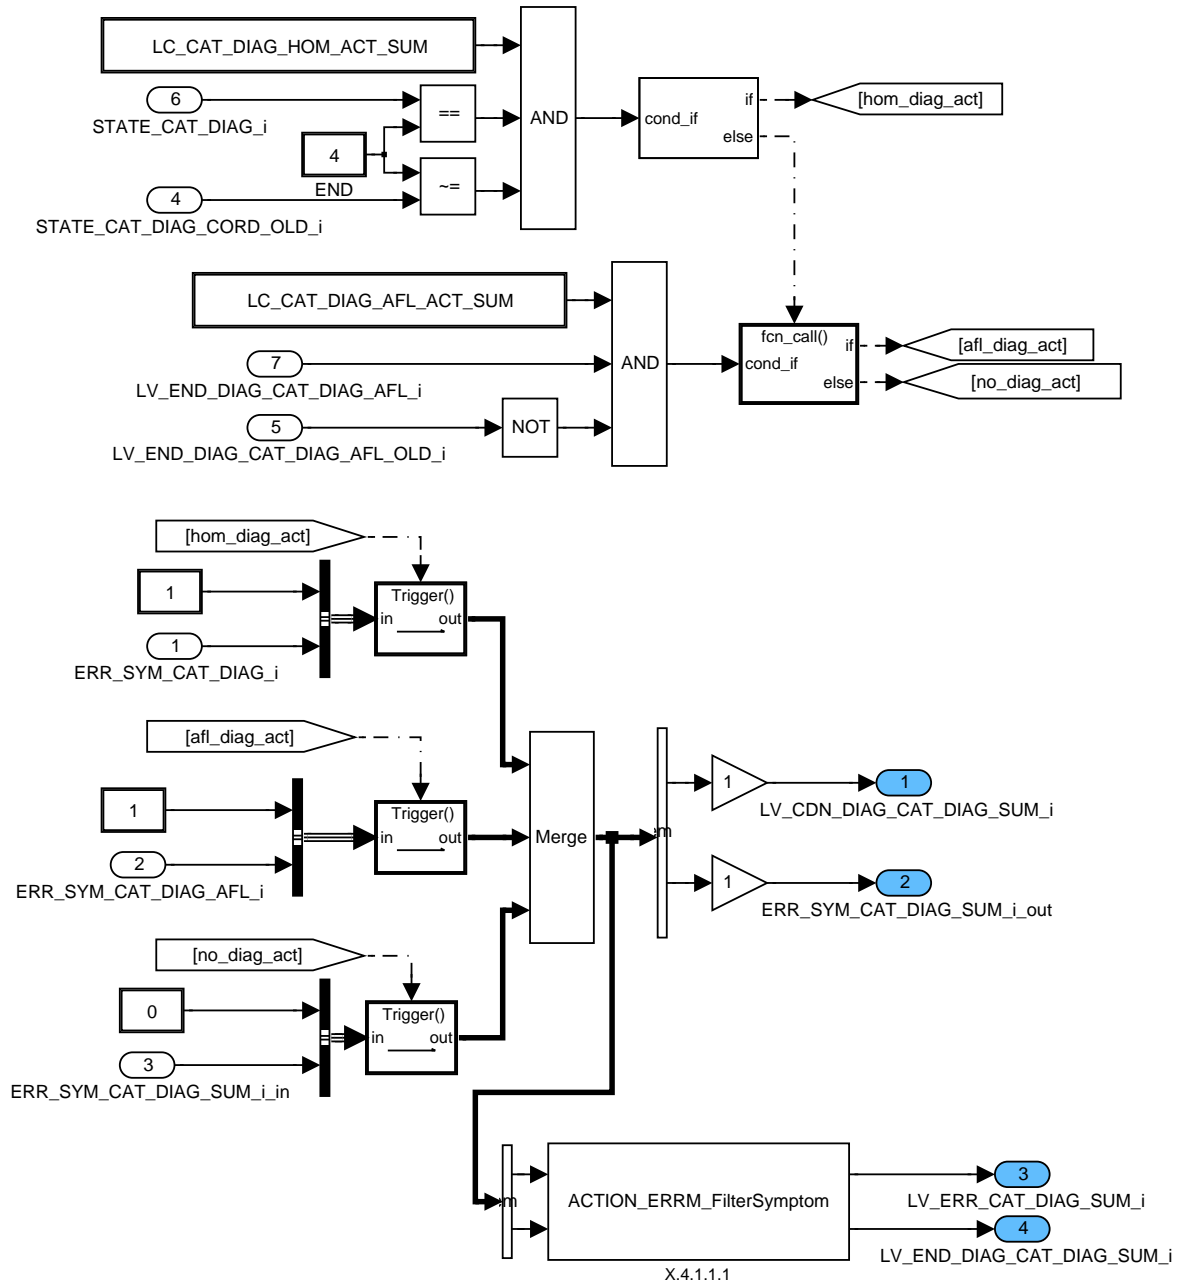 LC_CAT_DIAG_HOM_ACT_SUM
6
STATE_CAT_DIAG_i
==
AND
cond_if
if
else
[hom_diag_act]
4
END
~=
4
STATE_CAT_DIAG_CORD_OLD_i
LC_CAT_DIAG_AFL_ACT_SUM
7
LV_END_DIAG_CAT_DIAG_AFL_i
AND
fcn_call()
cond_if
if
else
[afl_diag_act]
[no_diag_act]
5
LV_END_DIAG_CAT_DIAG_AFL_OLD_i
NOT
[hom_diag_act]
1
1
ERR_SYM_CAT_DIAG_i
Trigger()
in
out
[afl_diag_act]
1
2
ERR_SYM_CAT_DIAG_AFL_i
Trigger()
in
out
Merge
m
1
1
LV_CDN_DIAG_CAT_DIAG_SUM_i
1
2
ERR_SYM_CAT_DIAG_SUM_i_out
[no_diag_act]
0
3
ERR_SYM_CAT_DIAG_SUM_i_in
Trigger()
in
out
m
ACTION_ERRM_FilterSymptom
X.4.1.1.1
3
LV_ERR_CAT_DIAG_SUM_i
4
LV_END_DIAG_CAT_DIAG_SUM_i